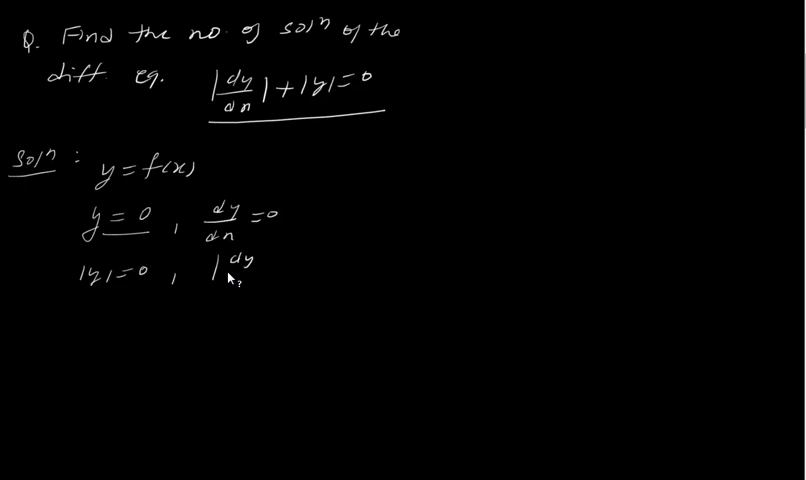 Q. Find the no. of solⁿ of the
diff. eq. |dy/dx| + |y| = 0
Solⁿ : y = f(x)
y = 0 , dy/dx = 0
|y| = 0 , |dy